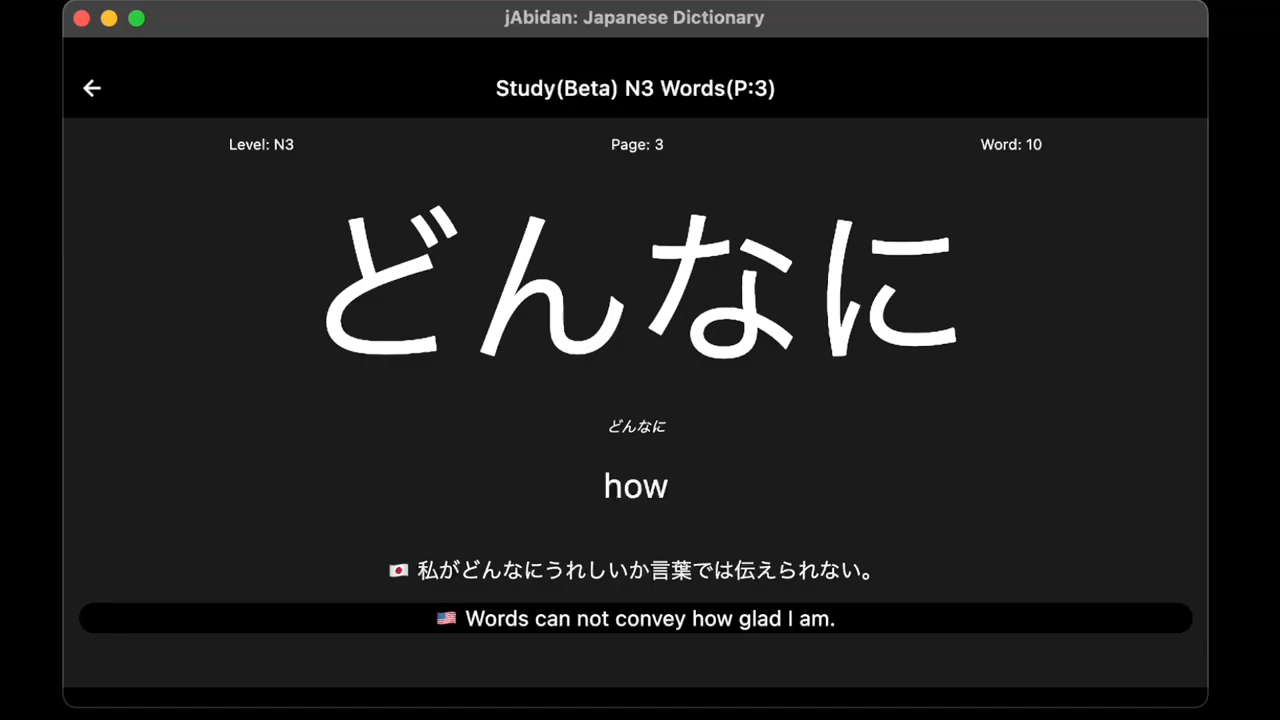 jAbidan: Japanese Dictionary
Study(Beta) N3 Words(P:3)
Level: N3
Page: 3
Word: 10
どんなに
どんなに
how
🇯🇵 私がどんなにうれしいか言葉では伝えられない。
🇺🇸 Words can not convey how glad I am.